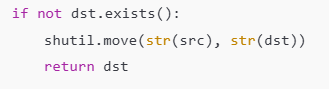 if not dst.exists():
    shutil.move(str(src), str(dst))
    return dst